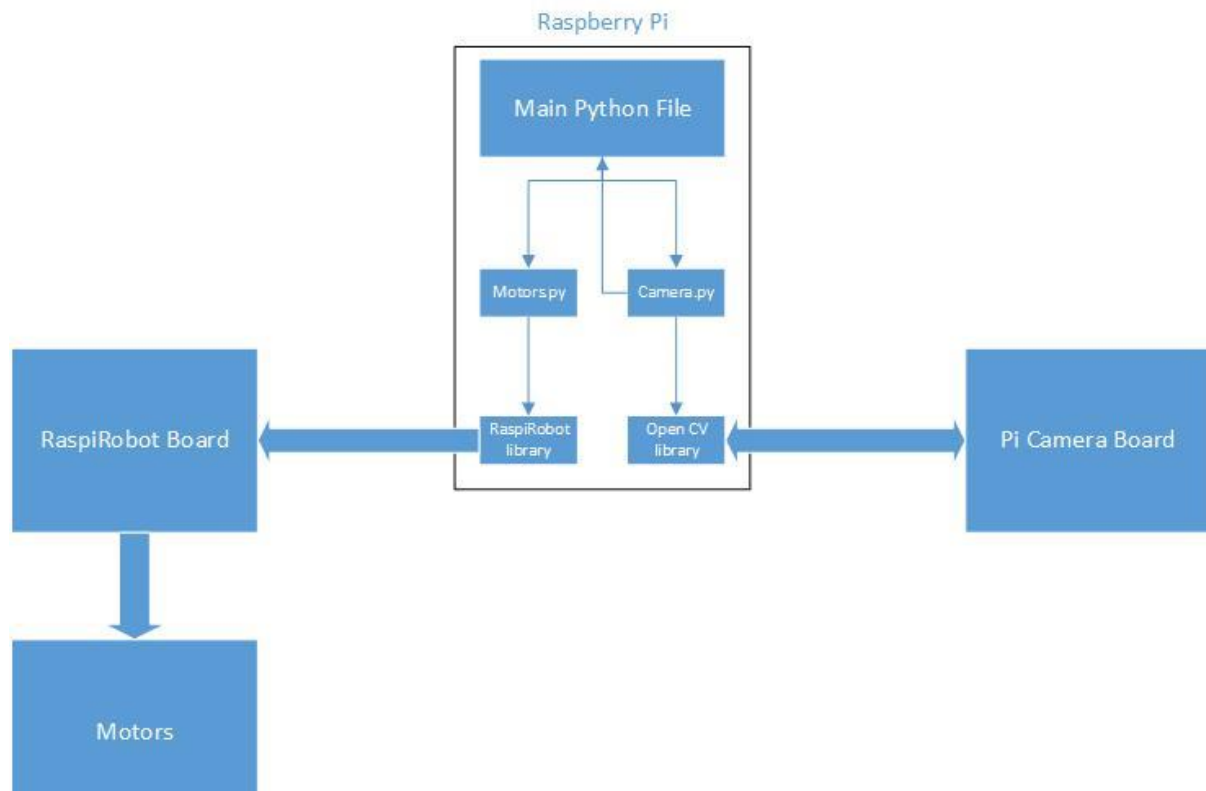 Raspberry Pi
Main Python File
Motors.py
Camera.py
RaspiRobot Board
RaspiRobot
library
Open CV
library
Pi Camera Board
Motors